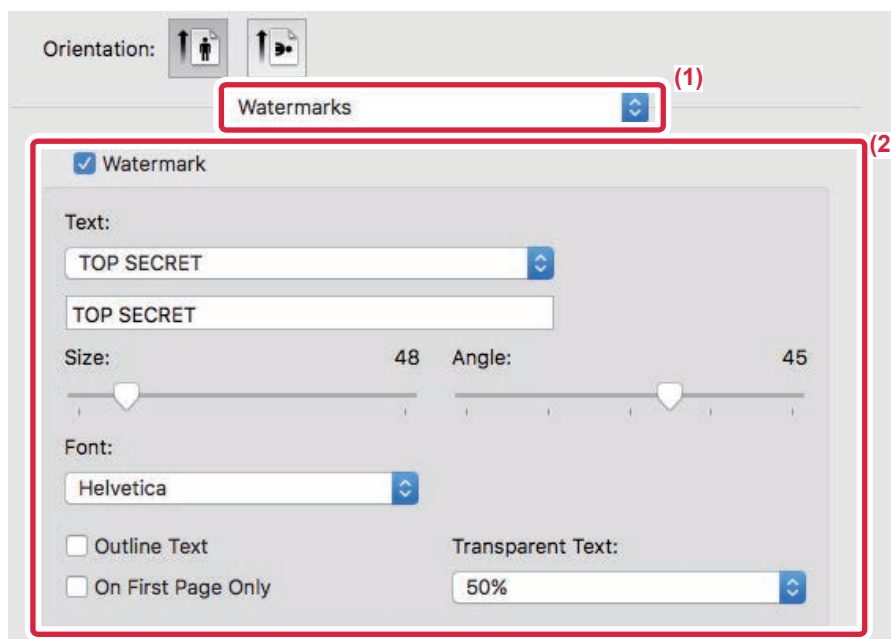 Orientation:
(1)
Watermarks
(2
Watermark
Text:
TOP SECRET
TOP SECRET
Size: 48 Angle: 45
Font:
Helvetica
Outline Text Transparent Text:
On First Page Only 50%